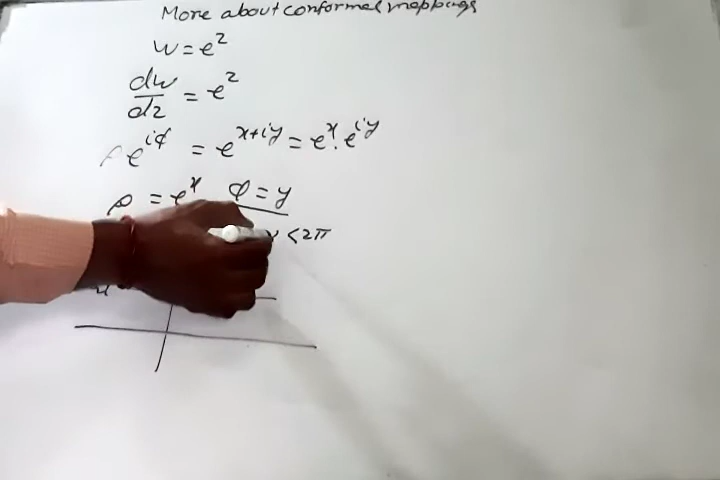 More about conformal mappings
w = e^z
dw/dz = e^z
ρe^iφ = e^x+iy = e^x . e^iy
ρ = e^x φ = y
y < 2π